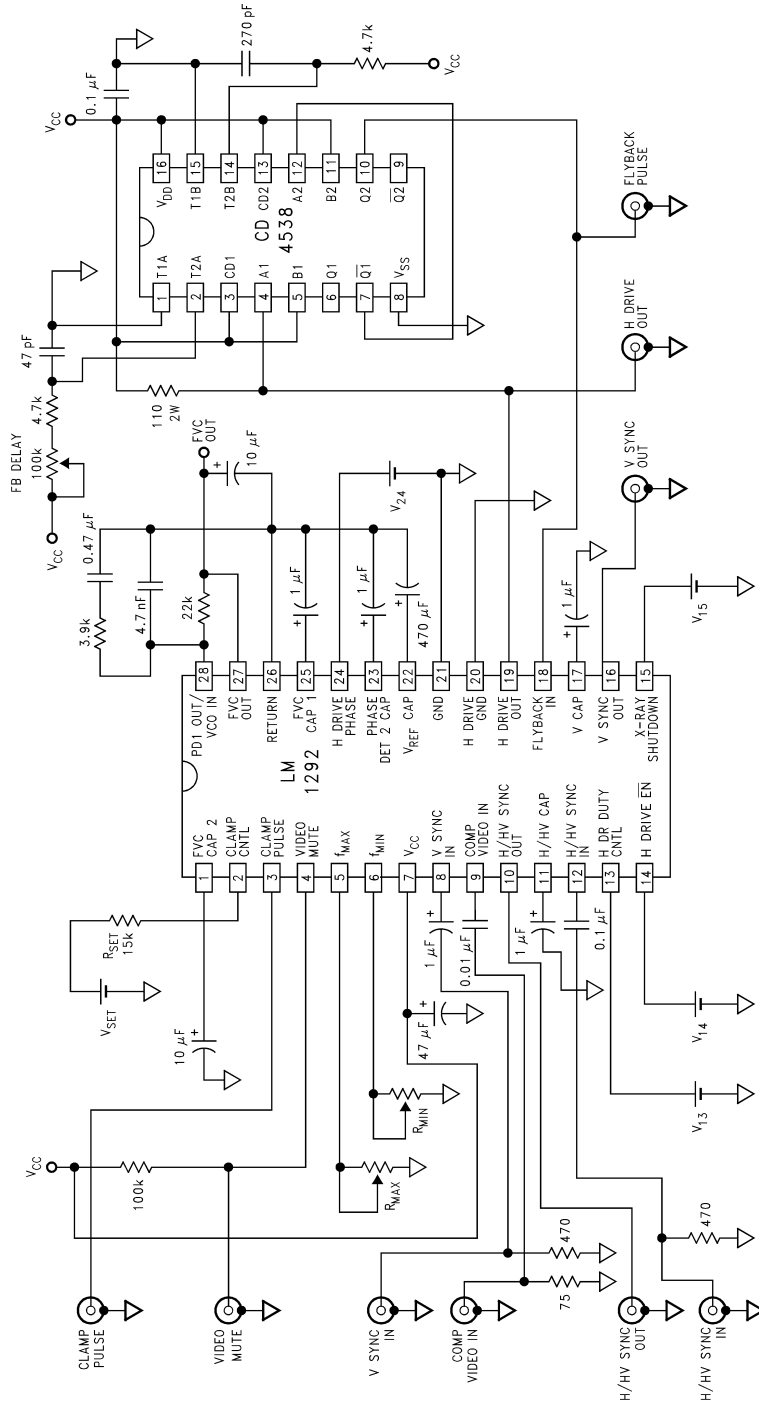 VCC
FB DELAY
100k
4.7k
47 pF
VCC
0.1 μF
270 pF
4.7k
VCC
CD
4538
1
T1A
2
T2A
3
CD1
4
A1
5
B1
6
Q1
7
Q̅1
8
VSS
16
VDD
15
T1B
14
T2B
13
CD2
12
A2
11
B2
10
Q2
9
Q̅2
110
2W
FVC
OUT
10 μF
0.47 μF
3.9k
4.7 nF
22k
1 μF
1 μF
470 μF
V24
1 μF
V15
FLYBACK
PULSE
H DRIVE
OUT
V SYNC
OUT
LM
1292
28
PD1 OUT/
VCO IN
27
FVC
OUT
26
RETURN
25
FVC
CAP 1
24
H DRIVE
PHASE
23
PHASE
DET 2 CAP
22
VREF CAP
21
GND
20
H DRIVE
GND
19
H DRIVE
OUT
18
FLYBACK
IN
17
V CAP
16
V SYNC
OUT
15
X-RAY
SHUTDOWN
1
FVC
CAP 2
2
CLAMP
CNTL
3
CLAMP
PULSE
4
VIDEO
MUTE
5
fMAX
6
fMIN
7
VCC
8
V SYNC
IN
9
COMP
VIDEO IN
10
H/HV SYNC
OUT
11
H/HV CAP
12
H/HV SYNC
IN
13
H DR DUTY
CNTL
14
H DRIVE E̅N̅
RSET
15k
VSET
10 μF
VCC
100k
RMAX
RMIN
47 μF
1 μF
0.01 μF
1 μF
0.1 μF
V14
V13
470
75
470
CLAMP
PULSE
VIDEO
MUTE
V SYNC
IN
COMP
VIDEO IN
H/HV SYNC
OUT
H/HV SYNC
IN